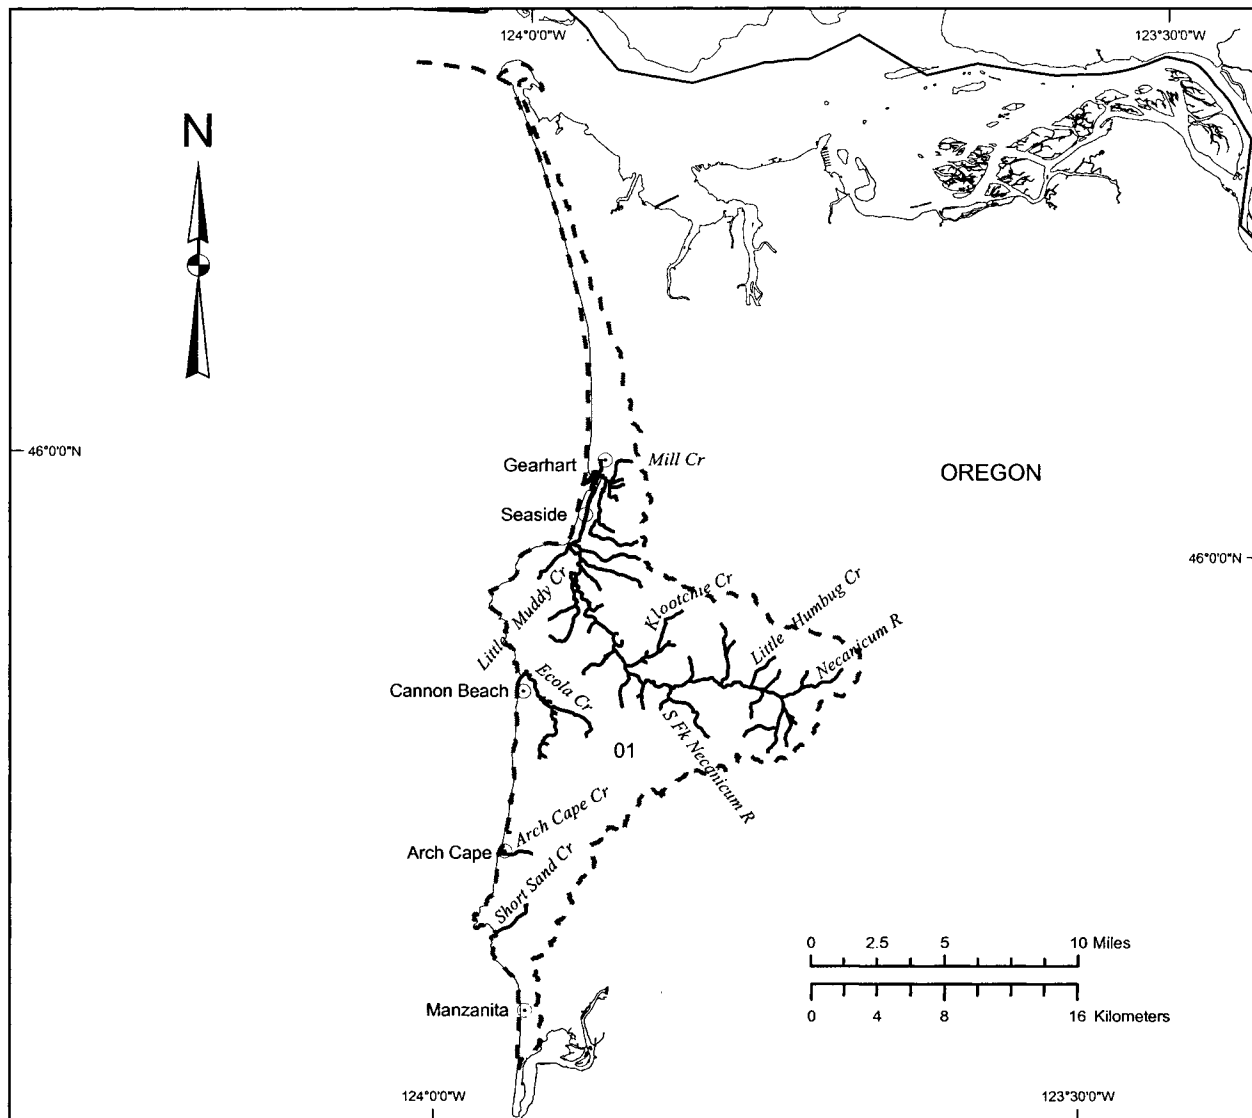 124°0'0"W
123°30'0"W
N
46°0'0"N
Gearhart
Mill Cr
OREGON
Seaside
46°0'0"N
Little Muddy Cr
Klootchie Cr
Little Humbug Cr
Necanicum R
Ecola Cr
Cannon Beach
S Fk Necanicum R
01
Arch Cape Cr
Arch Cape
Short Sand Cr
0 2.5 5 10 Miles
0 4 8 16 Kilometers
Manzanita
124°0'0"W
123°30'0"W